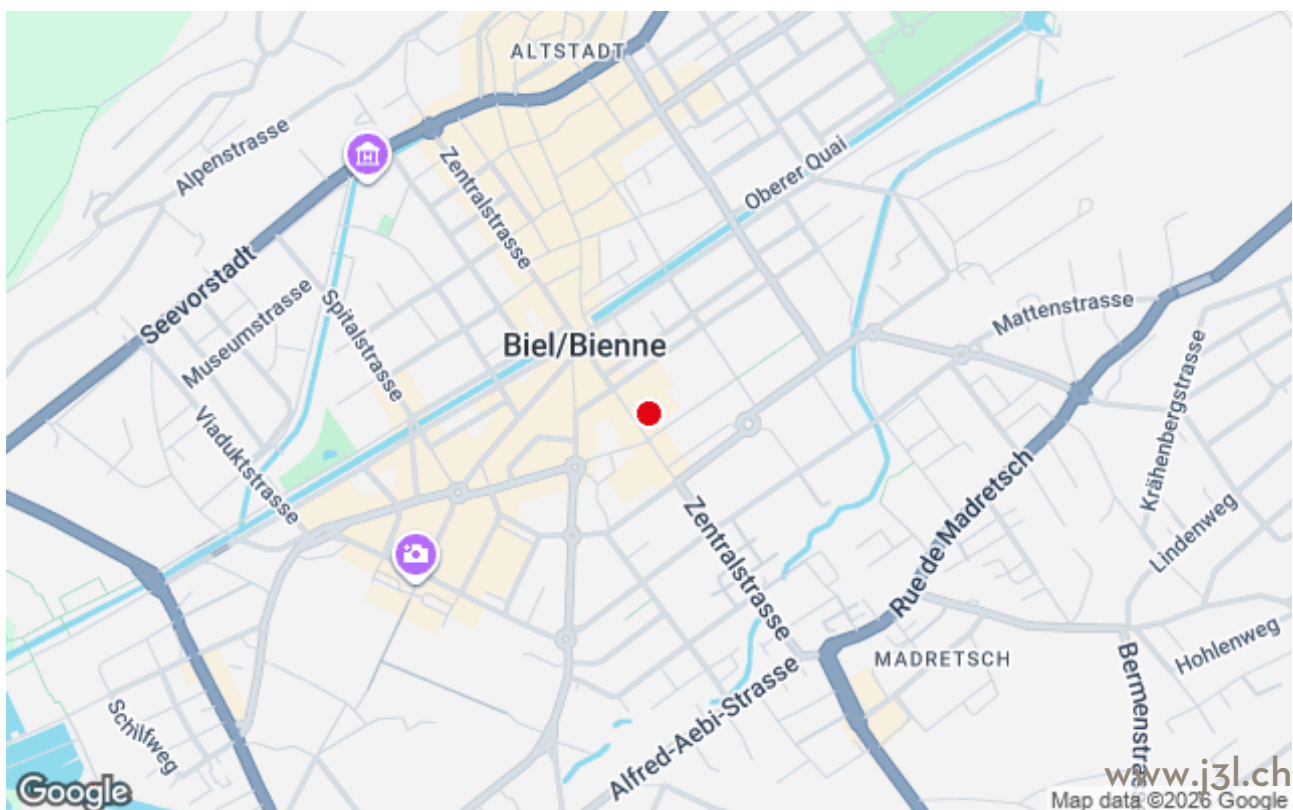 ALTSTADT
Alpenstrasse
Zentralstrasse
Oberer Quai
Seevorstadt
Museumstrasse
Spitalstrasse
Mattenstrasse
Biel/Bienne
Krähenbergstrasse
Viaduktstrasse
Rue de Madretsch
Lindenweg
Zentralstrasse
MADRETSCH
Hohlenweg
Bermenstras
Schilfweg
Alfred-Aebi-Strasse
www.j3l.ch
Google
Map data ©2026 Google